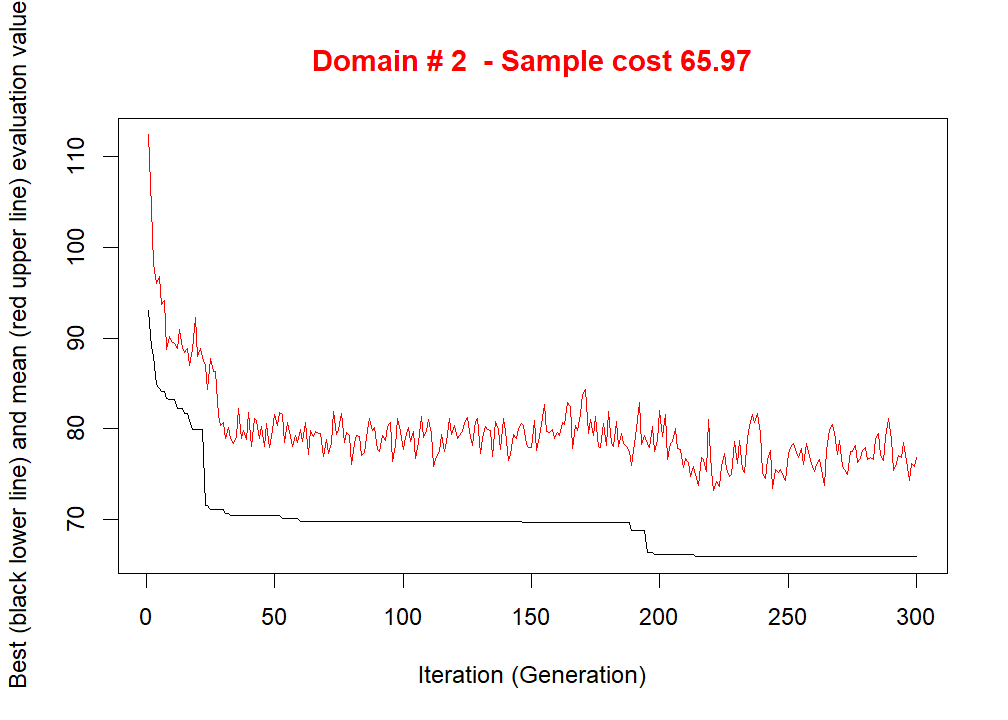 Domain # 2  - Sample cost 65.97
Best (black lower line) and mean (red upper line) evaluation value
110
100
90
80
70
0 50 100 150 200 250 300
Iteration (Generation)